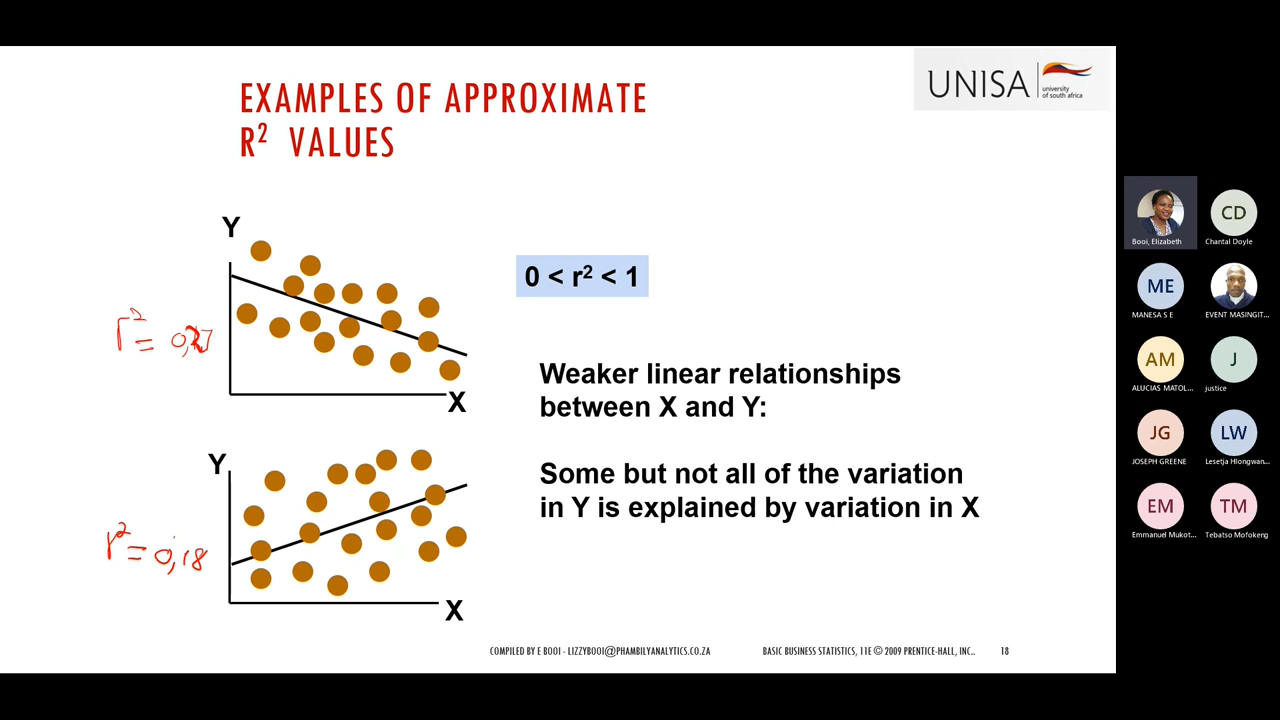 EXAMPLES OF APPROXIMATE
R² VALUES
UNISA
university
of south africa
Y
0 < r² < 1
r² =
X
Weaker linear relationships
between X and Y:
Y
Some but not all of the variation
in Y is explained by variation in X
r² = 0,18
X
COMPILED BY E BOOI - LIZZYBOOI@PHAMBILYANALYTICS.CO.ZA
BASIC BUSINESS STATISTICS, 11E © 2009 PRENTICE-HALL, INC..
18
Booi, Elizabeth
CD
Chantal Doyle
ME
MANESA S E
EVENT MASINGIT...
AM
ALUCIAS MATOL...
J
justice
JG
JOSEPH GREENE
LW
Lesetja Hlongwan...
EM
Emmanuel Mukot...
TM
Tebatso Mofokeng